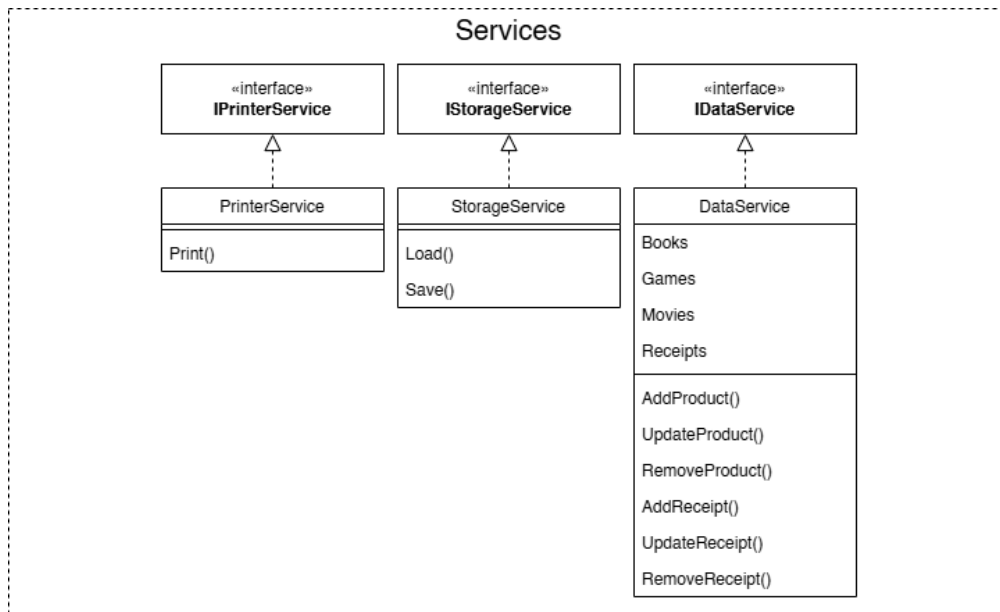 Services
«interface»
IPrinterService
«interface»
IStorageService
«interface»
IDataService
PrinterService
Print()
StorageService
Load()
Save()
DataService
Books
Games
Movies
Receipts
AddProduct()
UpdateProduct()
RemoveProduct()
AddReceipt()
UpdateReceipt()
RemoveReceipt()